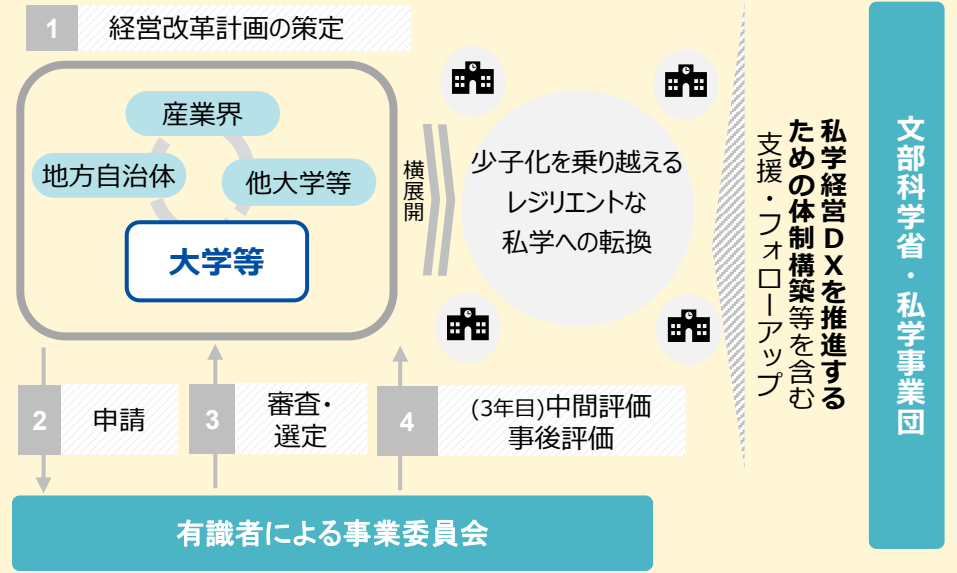 1
経営改革計画の策定
産業界
地方自治体
他大学等
大学等
横展開
少子化を乗り越える
レジリエントな
私学への転換
私学経営DXを推進する
ための体制構築等を含む
支援・フォローアップ
文部科学省・私学事業団
2
申請
3
審査・
選定
4
(3年目)中間評価
事後評価
有識者による事業委員会